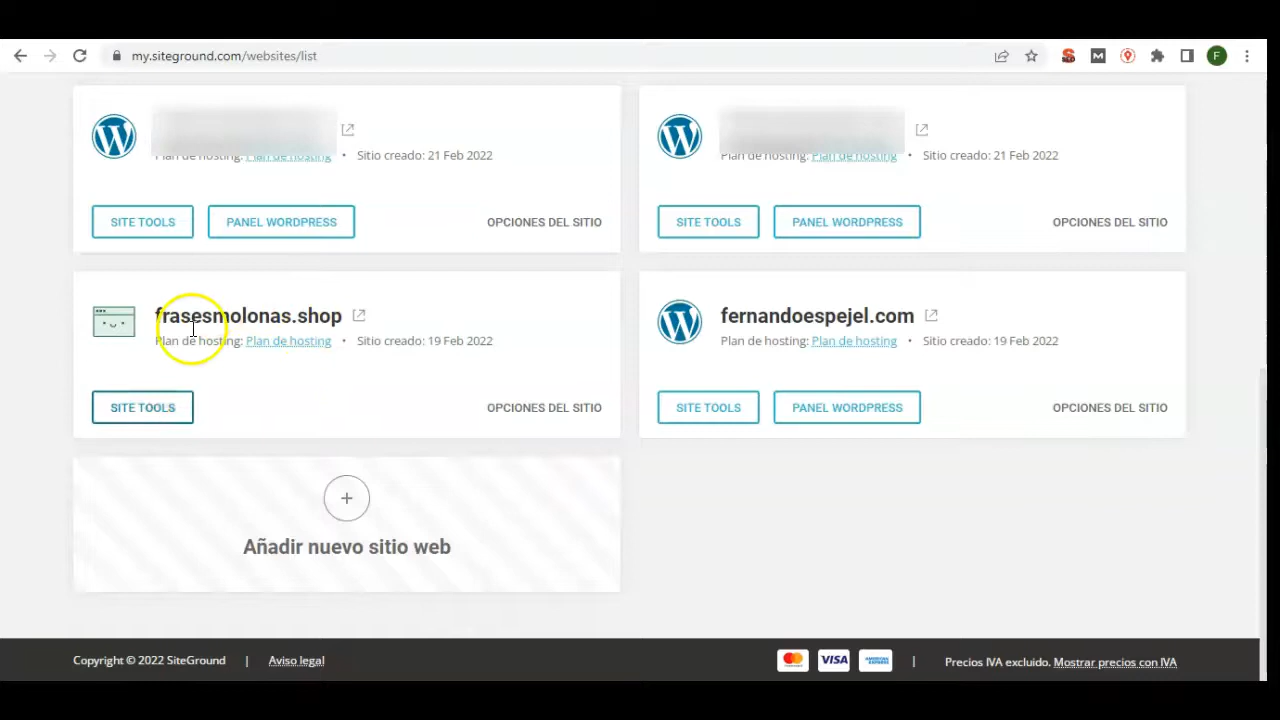 my.siteground.com/websites/list
F
Plan de hosting: Plan de hosting • Sitio creado: 21 Feb 2022
Plan de hosting: Plan de hosting • Sitio creado: 21 Feb 2022
SITE TOOLS PANEL WORDPRESS OPCIONES DEL SITIO
SITE TOOLS PANEL WORDPRESS OPCIONES DEL SITIO
frasesmolonas.shop
Plan de hosting: Plan de hosting • Sitio creado: 19 Feb 2022
SITE TOOLS OPCIONES DEL SITIO
fernandoespejel.com
Plan de hosting: Plan de hosting • Sitio creado: 19 Feb 2022
SITE TOOLS PANEL WORDPRESS OPCIONES DEL SITIO
Añadir nuevo sitio web
Copyright © 2022 SiteGround | Aviso legal
VISA AMERICAN EXPRESS | Precios IVA excluido. Mostrar precios con IVA